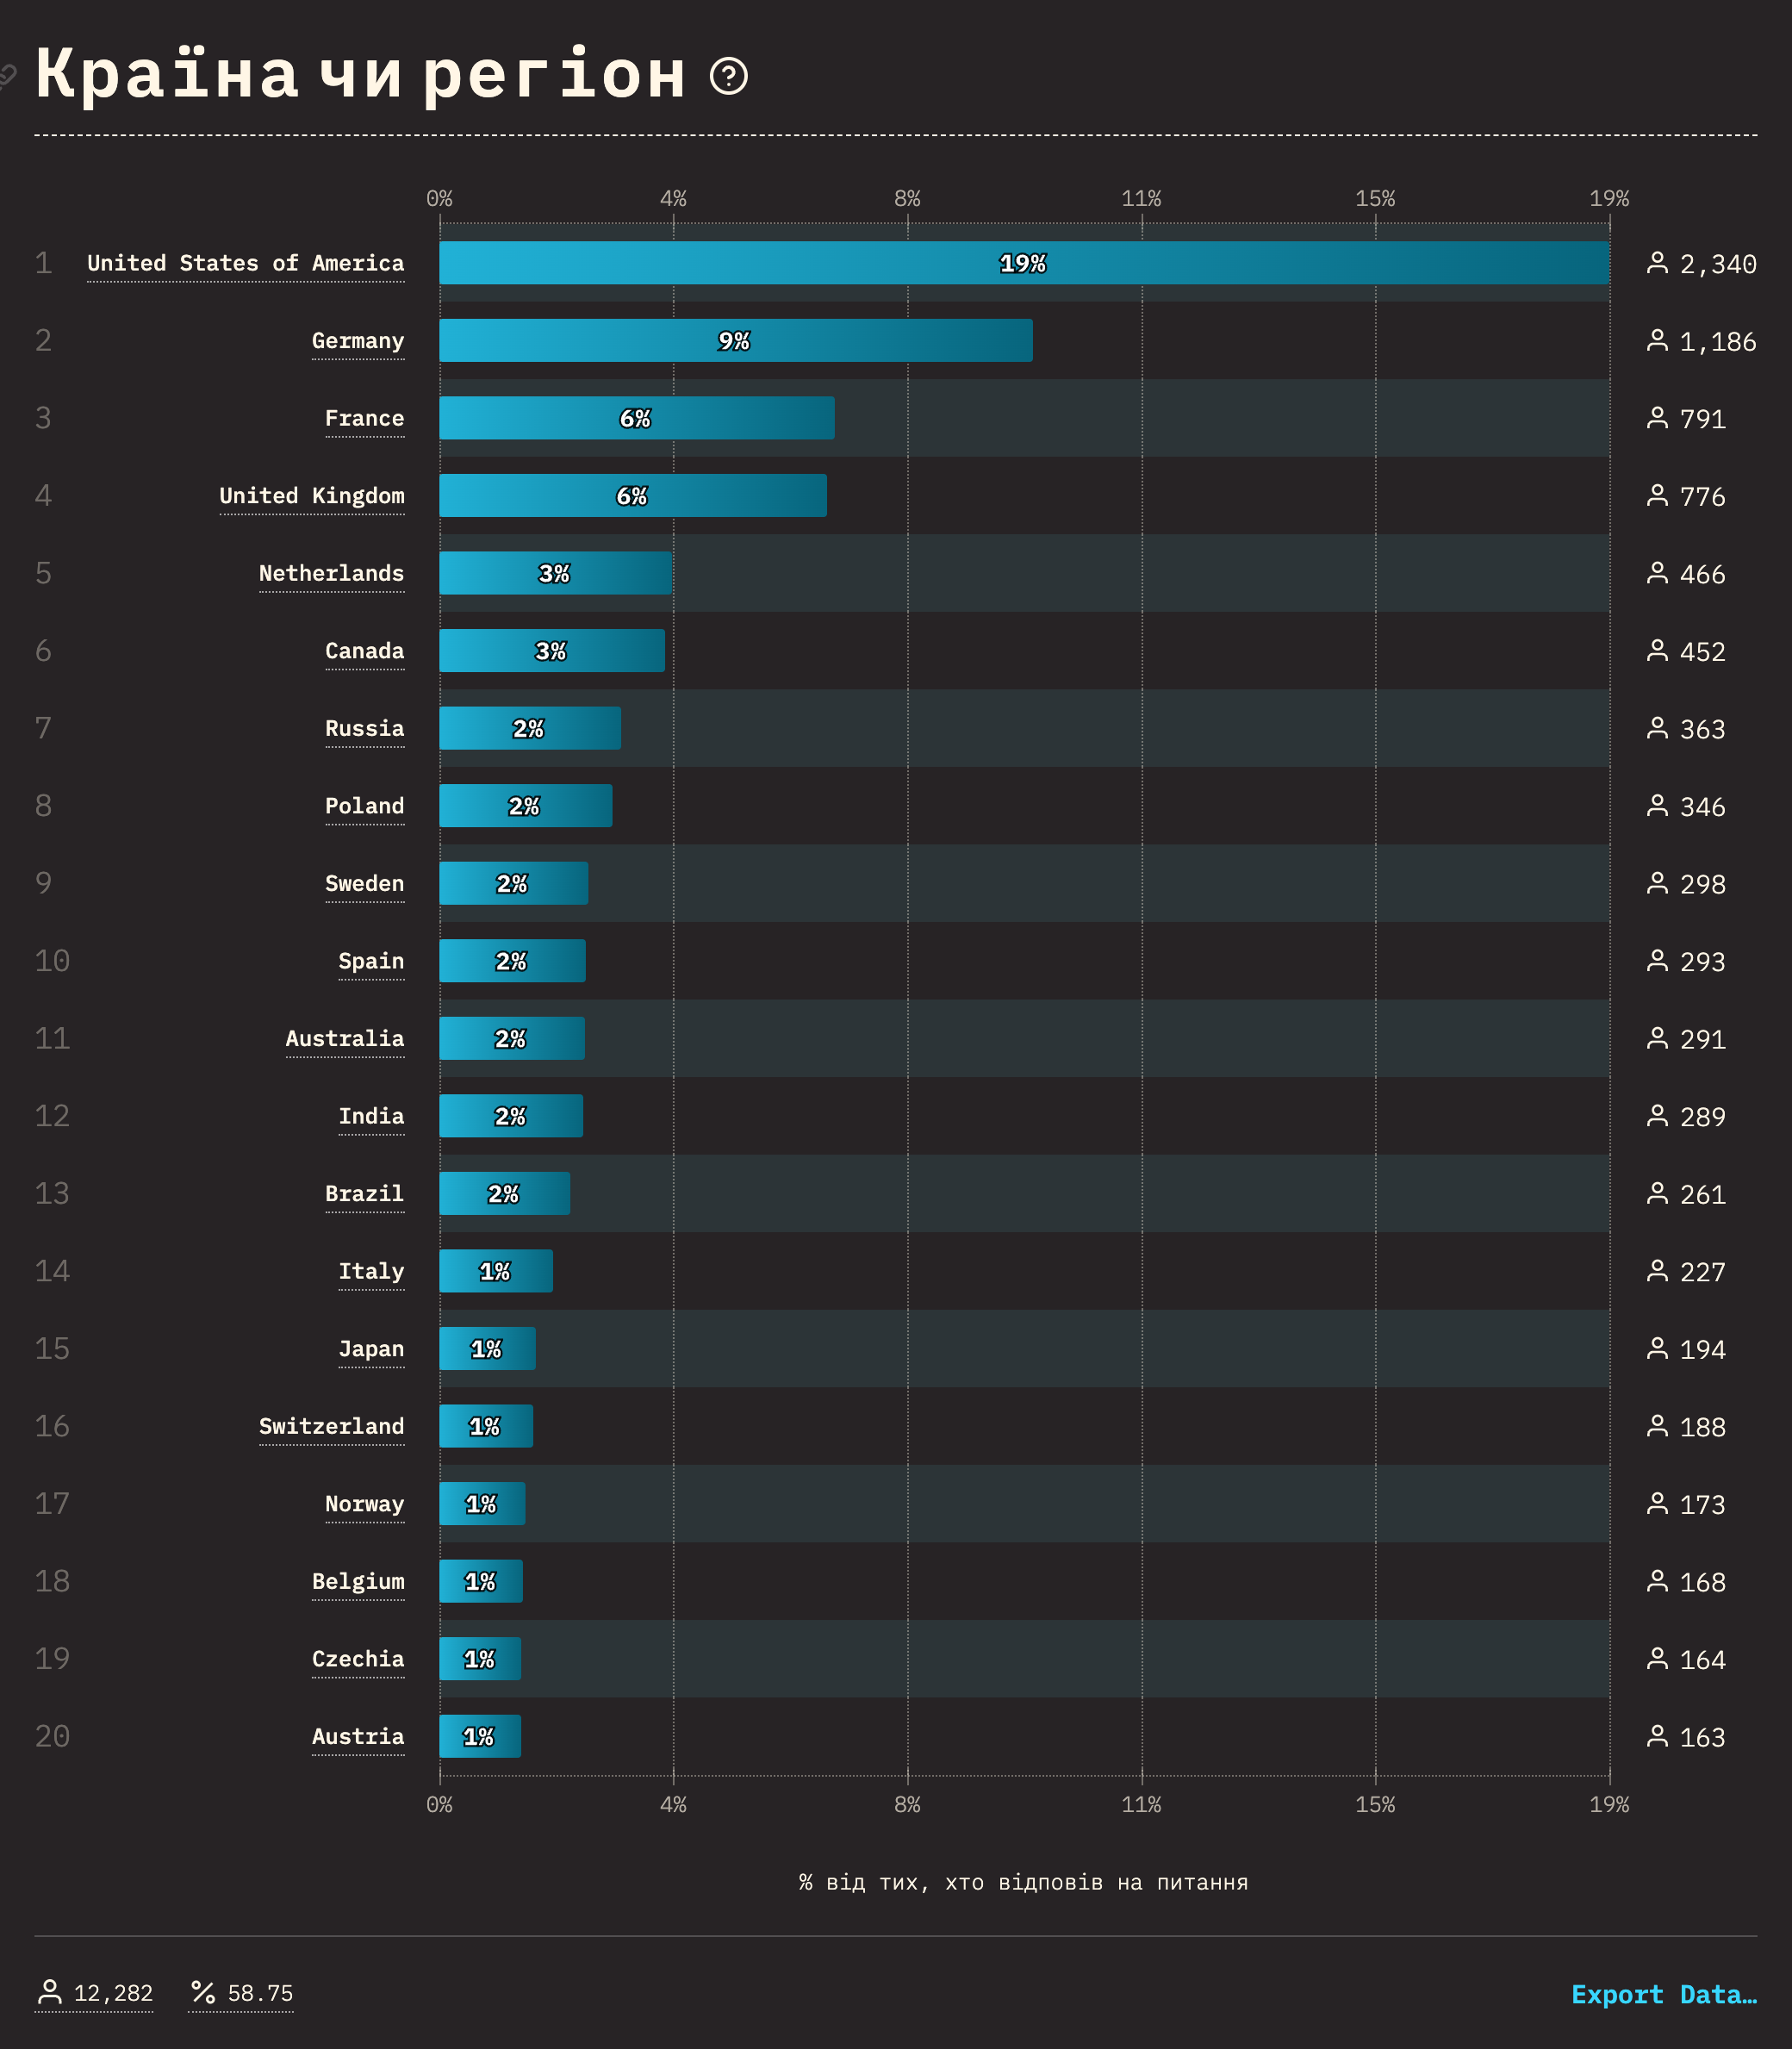 Країна чи регіон
0% 4% 8% 11% 15% 19%
1 United States of America 19% 2,340
2 Germany 9% 1,186
3 France 6% 791
4 United Kingdom 6% 776
5 Netherlands 3% 466
6 Canada 3% 452
7 Russia 2% 363
8 Poland 2% 346
9 Sweden 2% 298
10 Spain 2% 293
11 Australia 2% 291
12 India 2% 289
13 Brazil 2% 261
14 Italy 1% 227
15 Japan 1% 194
16 Switzerland 1% 188
17 Norway 1% 173
18 Belgium 1% 168
19 Czechia 1% 164
20 Austria 1% 163
0% 4% 8% 11% 15% 19%
% від тих, хто відповів на питання
12,282 % 58.75 Export Data…